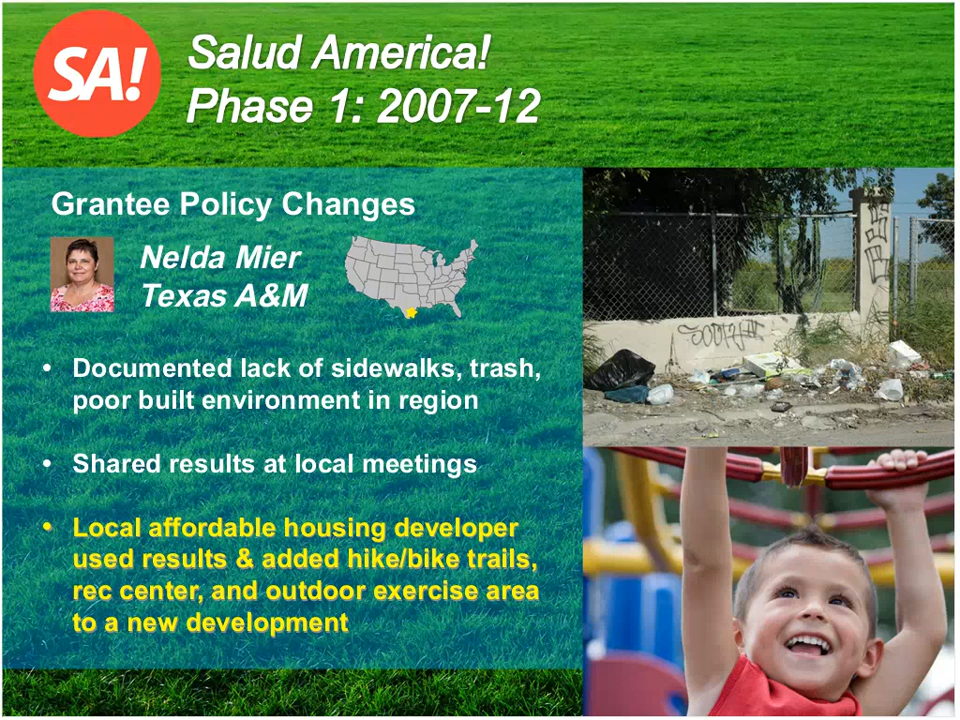 SA!
Salud America!
Phase 1: 2007-12
Grantee Policy Changes
Nelda Mier
Texas A&M
• Documented lack of sidewalks, trash,
poor built environment in region
• Shared results at local meetings
• Local affordable housing developer
used results & added hike/bike trails,
rec center, and outdoor exercise area
to a new development